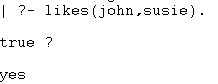 | ?- likes(john,susie).
true ?
yes